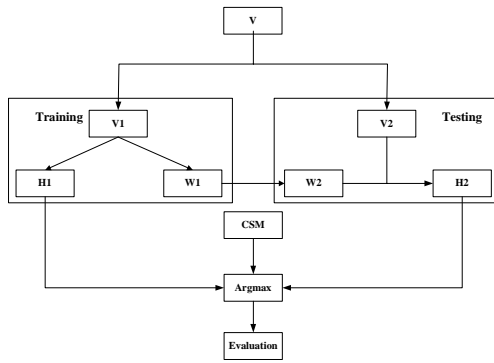 V
Training
V1
H1
W1
Testing
V2
W2
H2
CSM
Argmax
Evaluation